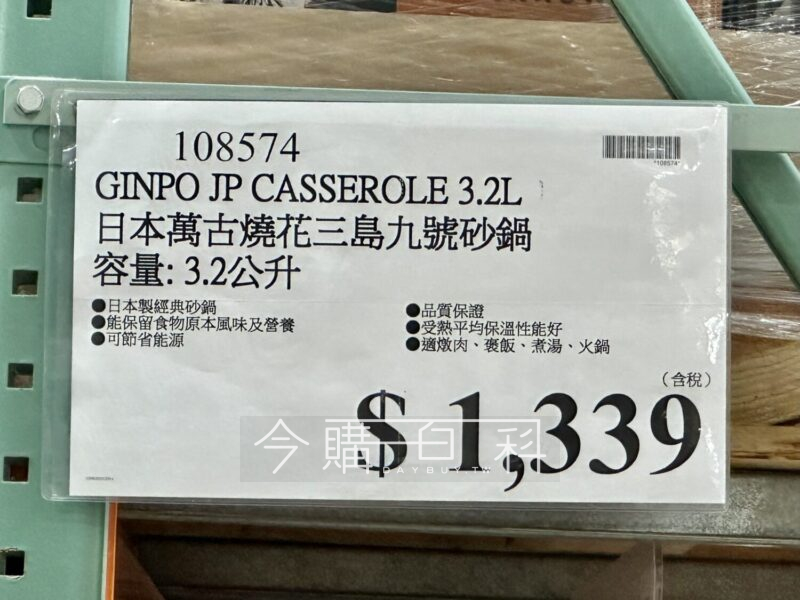 108574
*108574*
GINPO JP CASSEROLE 3.2L
日本萬古燒花三島九號砂鍋
容量: 3.2公升
●日本製經典砂鍋
●能保留食物原本風味及營養
●可節省能源
●品質保證
●受熱平均保溫性能好
●適燉肉、褒飯、煮湯、火鍋
（含稅）
$ 1,339
今購百科
TODAYBUY.TW